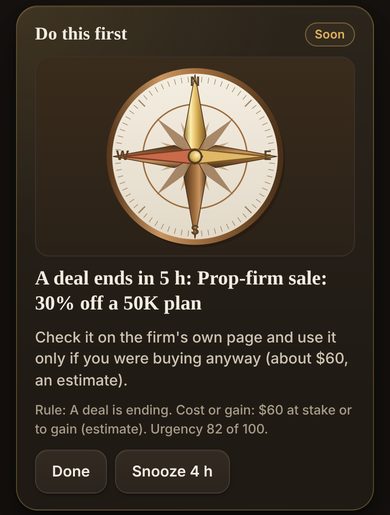 Do this first
Soon
N
W
E
S
A deal ends in 5 h: Prop-firm sale:
30% off a 50K plan
Check it on the firm's own page and use it
only if you were buying anyway (about $60,
an estimate).
Rule: A deal is ending. Cost or gain: $60 at stake or
to gain (estimate). Urgency 82 of 100.
Done
Snooze 4 h